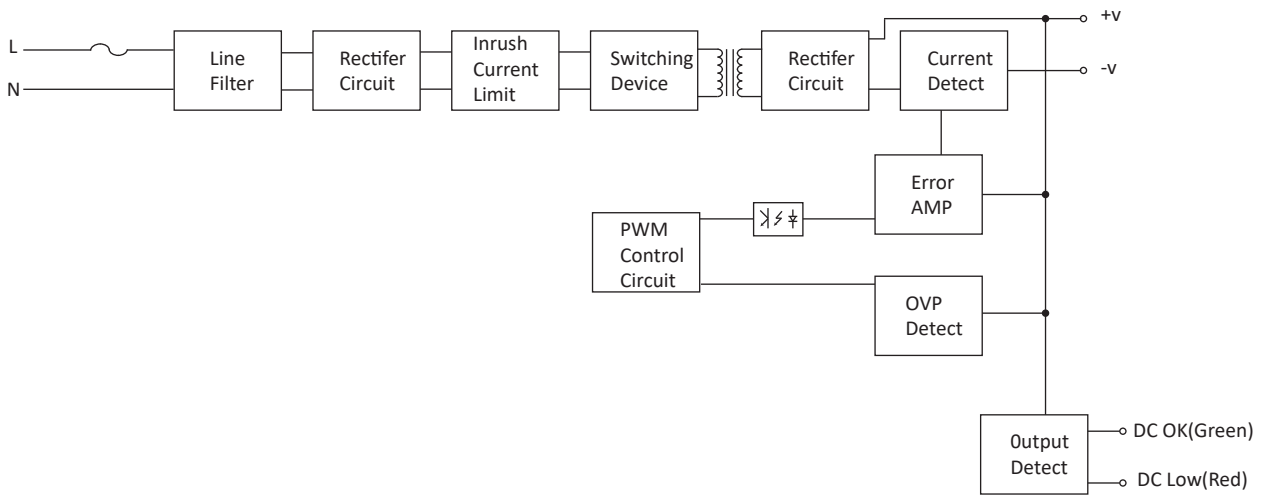 L
N
Line
Filter
Rectifer
Circuit
Inrush
Current
Limit
Switching
Device
Rectifer
Circuit
Current
Detect
+v
-v
Error
AMP
PWM
Control
Circuit
OVP
Detect
0utput
Detect
DC OK(Green)
DC Low(Red)